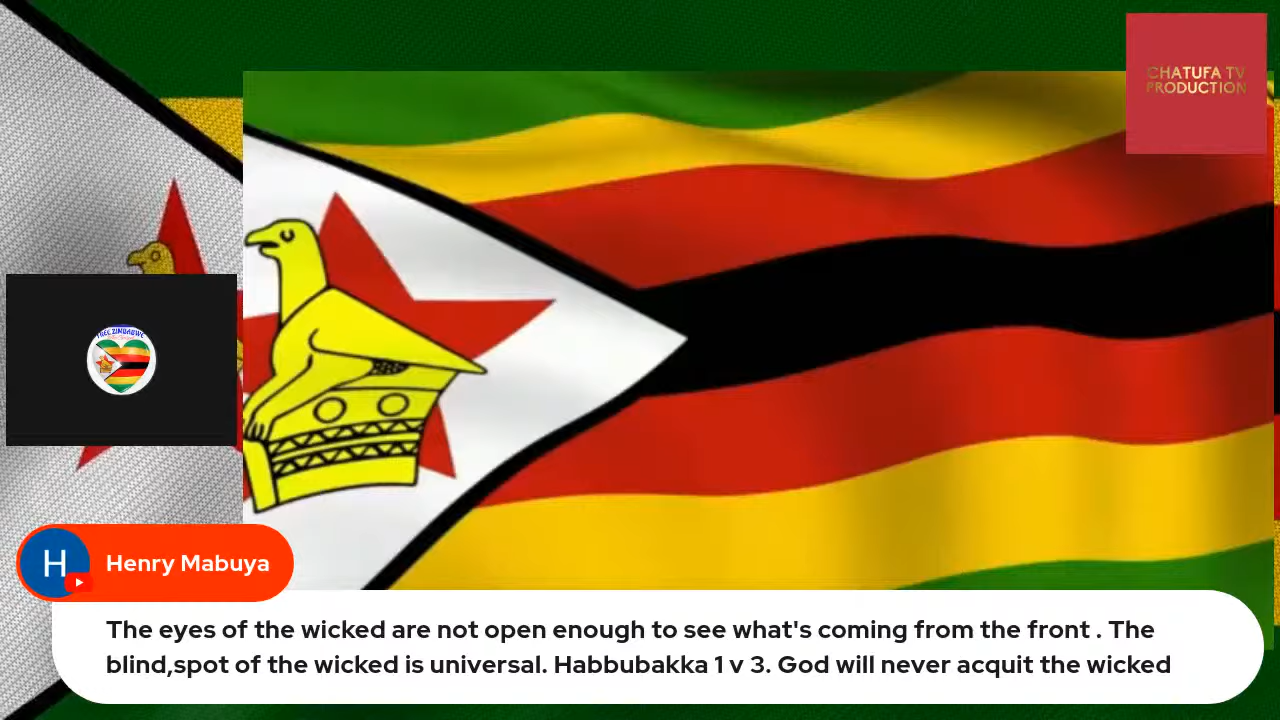 CHATUFA TV
PRODUCTION
FREE ZIMBABWE
H
Henry Mabuya
The eyes of the wicked are not open enough to see what's coming from the front . The
blind,spot of the wicked is universal. Habbubakka 1 v 3. God will never acquit the wicked